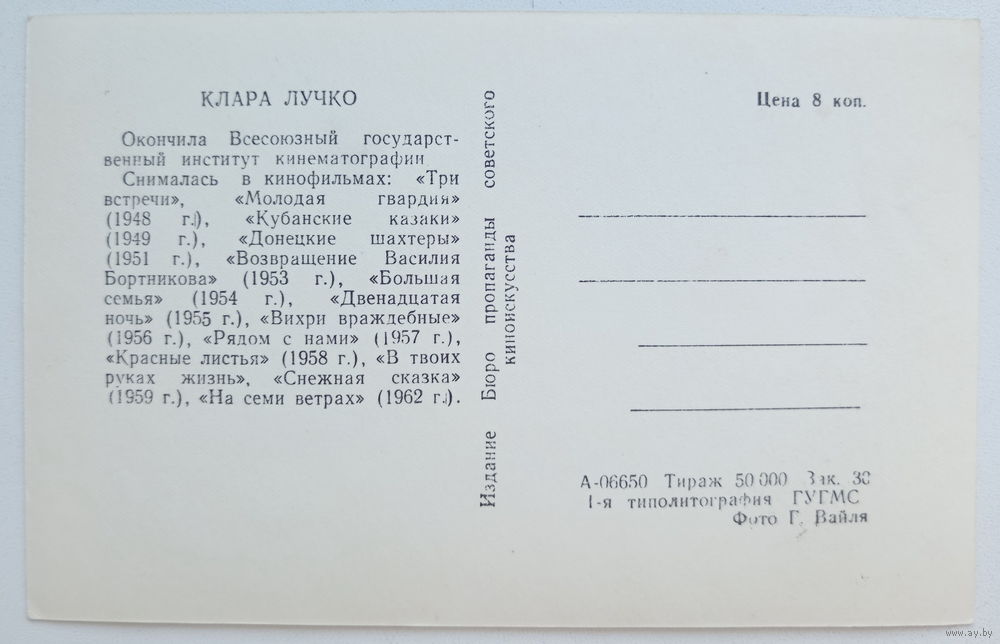 КЛАРА ЛУЧКО
Окончила Всесоюзный государст-
венный институт кинематографии
Снималась в кинофильмах: «Три
встречи», «Молодая гвардия»
(1948 г.), «Кубанские казаки»
(1949 г.), «Донецкие шахтеры»
(1951 г.), «Возвращение Василия
Бортникова» (1953 г.), «Большая
семья» (1954 г.), «Двенадцатая
ночь» (1955 г.), «Вихри враждебные»
(1956 г.), «Рядом с нами» (1957 г.),
«Красные листья» (1958 г.), «В твоих
руках жизнь», «Снежная сказка»
(1959 г.), «На семи ветрах» (1962 г.).
Издание Бюро пропаганды советского
киноискусства
Цена 8 коп.
А-06650 Тираж 50 000 Зак. 30
1-я типолитография ГУГМС
Фото Г. Вайля
www.ay.by